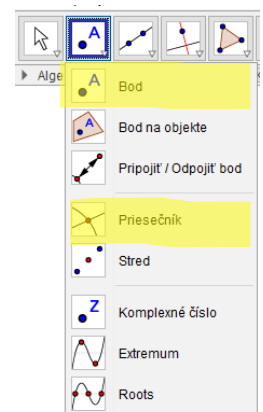 A
Alge
A
Bod
A
Bod na objekte
Pripojiť / Odpojiť bod
Priesečník
Stred
Z
Komplexné číslo
Extremum
Roots